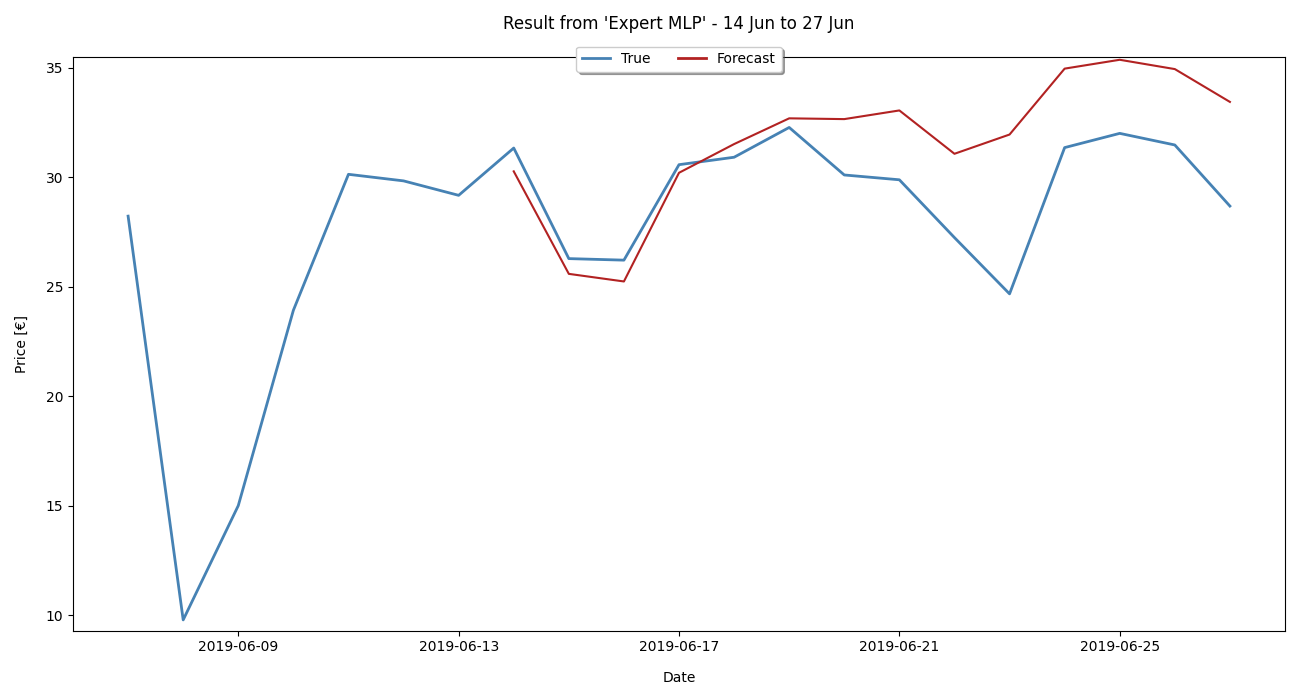 Result from 'Expert MLP' - 14 Jun to 27 Jun
True Forecast
35
30
25
20
15
10
Price [€]
2019-06-09 2019-06-13 2019-06-17 2019-06-21 2019-06-25
Date